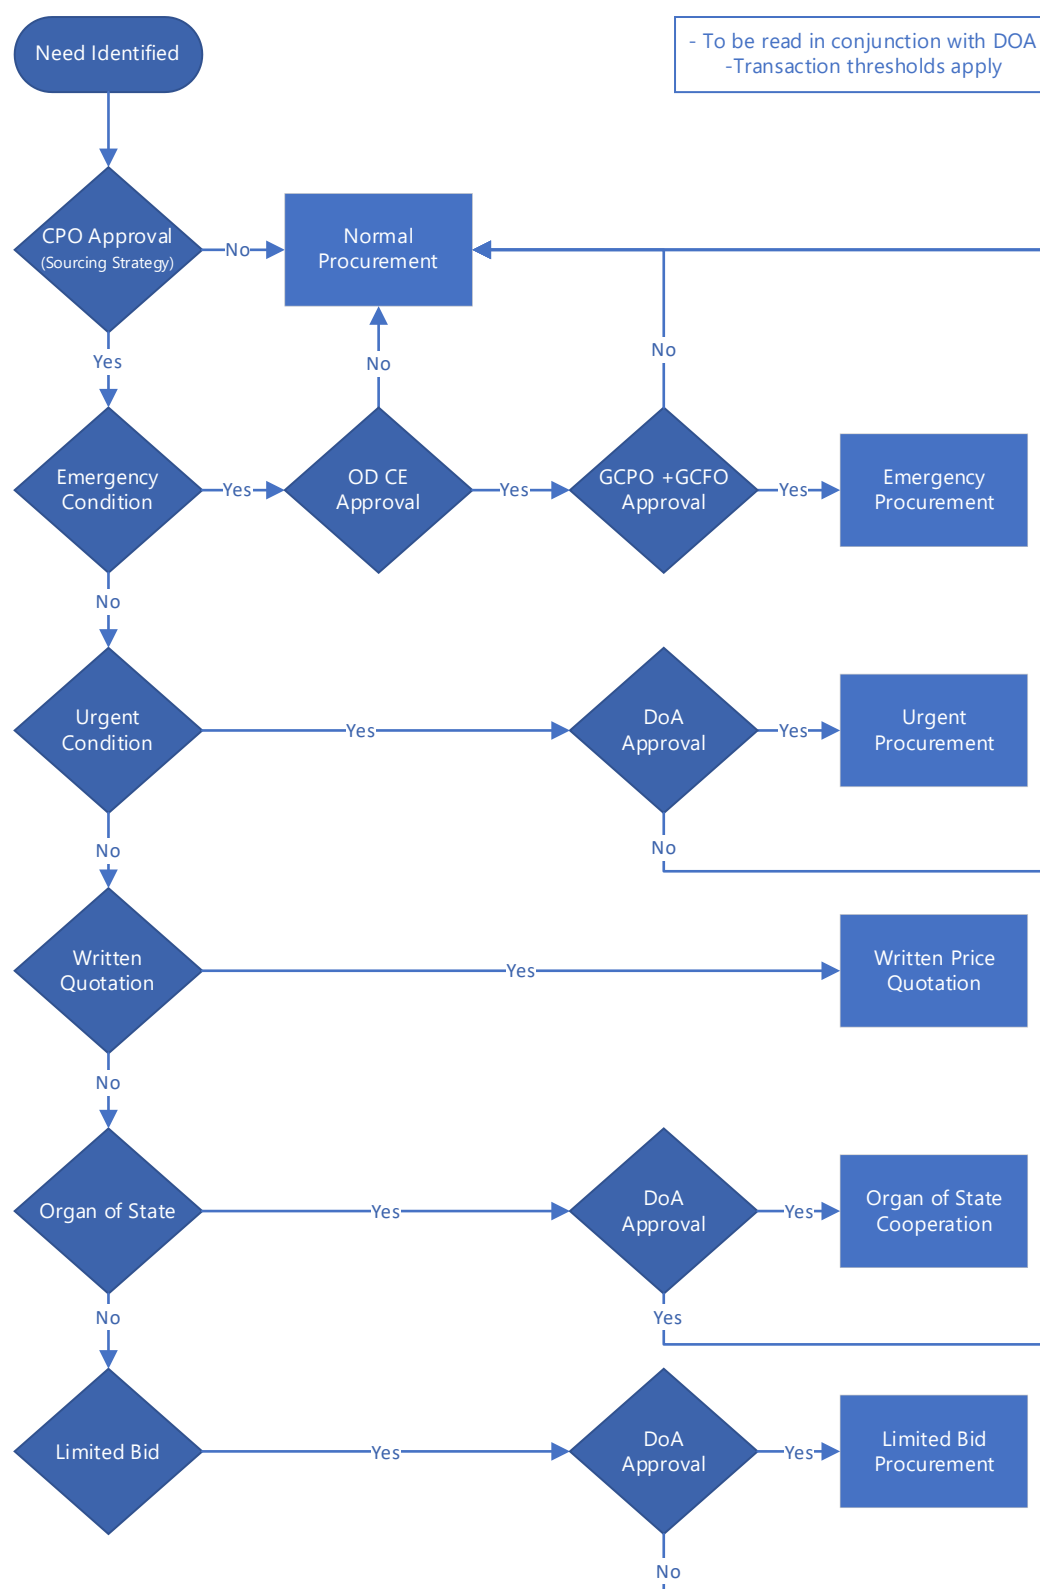 Need Identified
- To be read in conjunction with DOA
-Transaction thresholds apply
CPO Approval
(Sourcing Strategy)
No
Normal
Procurement
Yes
No
No
Emergency
Condition
Yes
OD CE
Approval
Yes
GCPO +GCFO
Approval
Yes
Emergency
Procurement
No
Urgent
Condition
Yes
DoA
Approval
Yes
Urgent
Procurement
No
No
Written
Quotation
Yes
Written Price
Quotation
No
Organ of State
Yes
DoA
Approval
Yes
Organ of State
Cooperation
No
Yes
Limited Bid
Yes
DoA
Approval
Yes
Limited Bid
Procurement
No